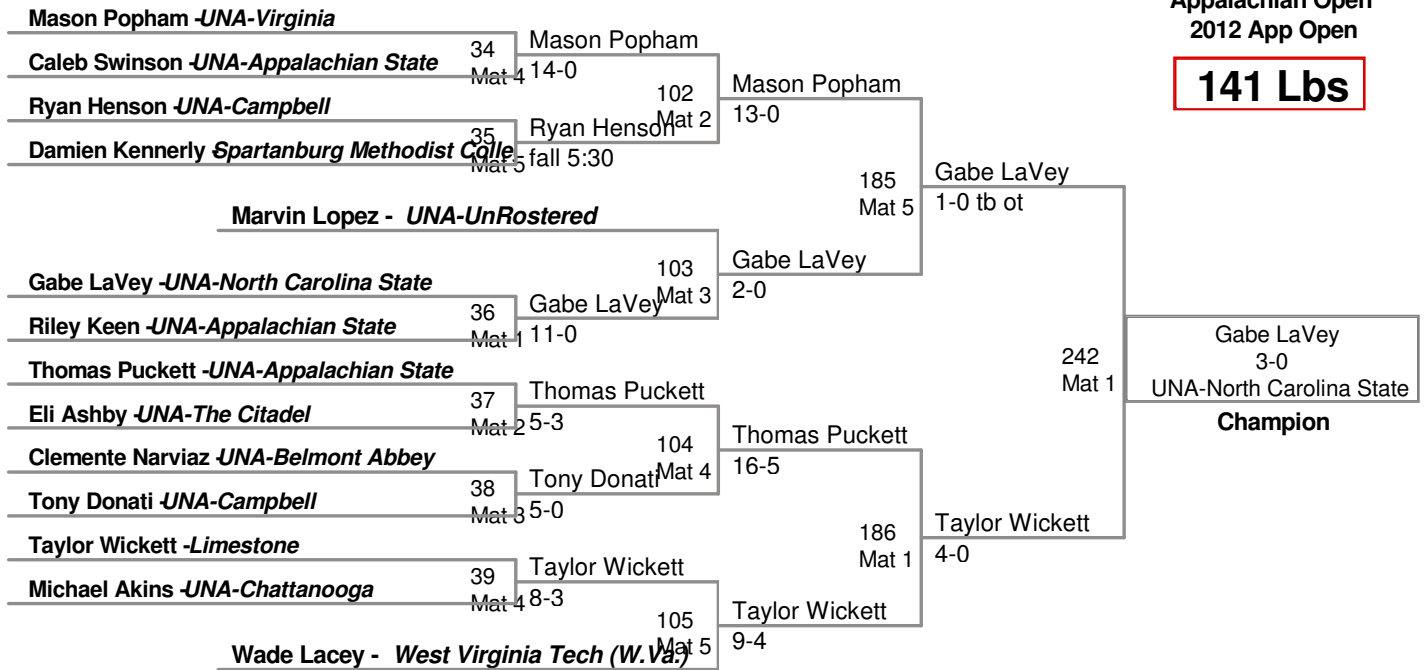 Appalachian Open
2012 App Open
141 Lbs
Mason Popham -UNA-Virginia
Caleb Swinson -UNA-Appalachian State
34
Mat 4
Mason Popham
14-0
Ryan Henson -UNA-Campbell
Damien Kennerly -Spartanburg Methodist Colle
35
Mat 5
Ryan Henson
fall 5:30
102
Mat 2
Mason Popham
13-0
Marvin Lopez - UNA-UnRostered
Gabe LaVey -UNA-North Carolina State
Riley Keen -UNA-Appalachian State
36
Mat 1
Gabe LaVey
11-0
103
Mat 3
Gabe LaVey
2-0
185
Mat 5
Gabe LaVey
1-0 tb ot
Thomas Puckett -UNA-Appalachian State
Eli Ashby -UNA-The Citadel
37
Mat 2
Thomas Puckett
5-3
Clemente Narviaz -UNA-Belmont Abbey
Tony Donati -UNA-Campbell
38
Mat 3
Tony Donati
5-0
104
Mat 4
Thomas Puckett
16-5
Taylor Wickett -Limestone
Michael Akins -UNA-Chattanooga
39
Mat 4
Taylor Wickett
8-3
Wade Lacey - West Virginia Tech (W.Va.)
105
Mat 5
Taylor Wickett
9-4
186
Mat 1
Taylor Wickett
4-0
242
Mat 1
Gabe LaVey
3-0
UNA-North Carolina State
Champion